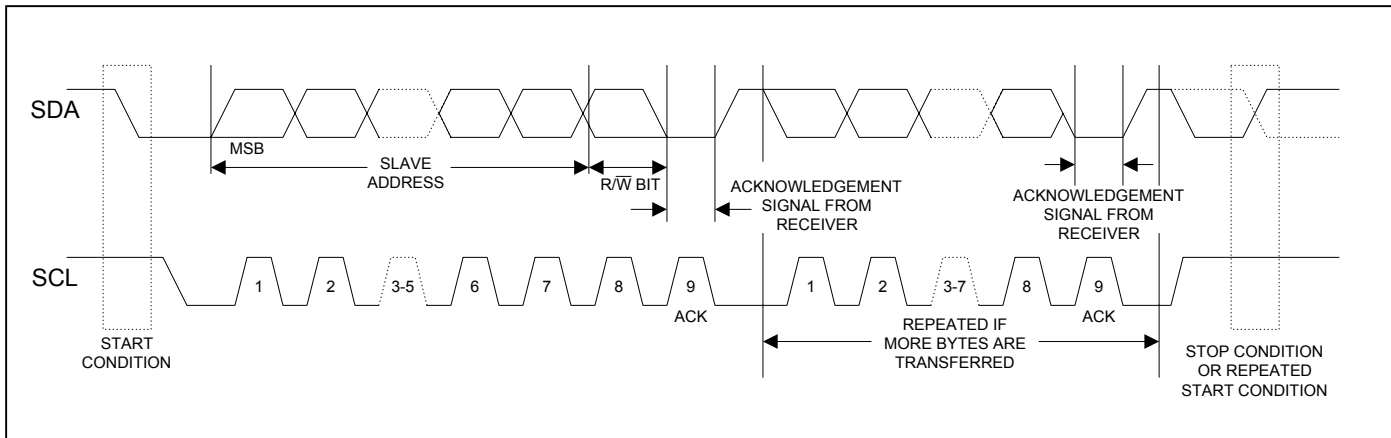 SDA
MSB
SLAVE
ADDRESS
R/W̅ BIT
ACKNOWLEDGEMENT
SIGNAL FROM
RECEIVER
ACKNOWLEDGEMENT
SIGNAL FROM
RECEIVER
SCL
1
2
3-5
6
7
8
9
ACK
1
2
3-7
8
9
ACK
START
CONDITION
REPEATED IF
MORE BYTES ARE
TRANSFERRED
STOP CONDITION
OR REPEATED
START CONDITION